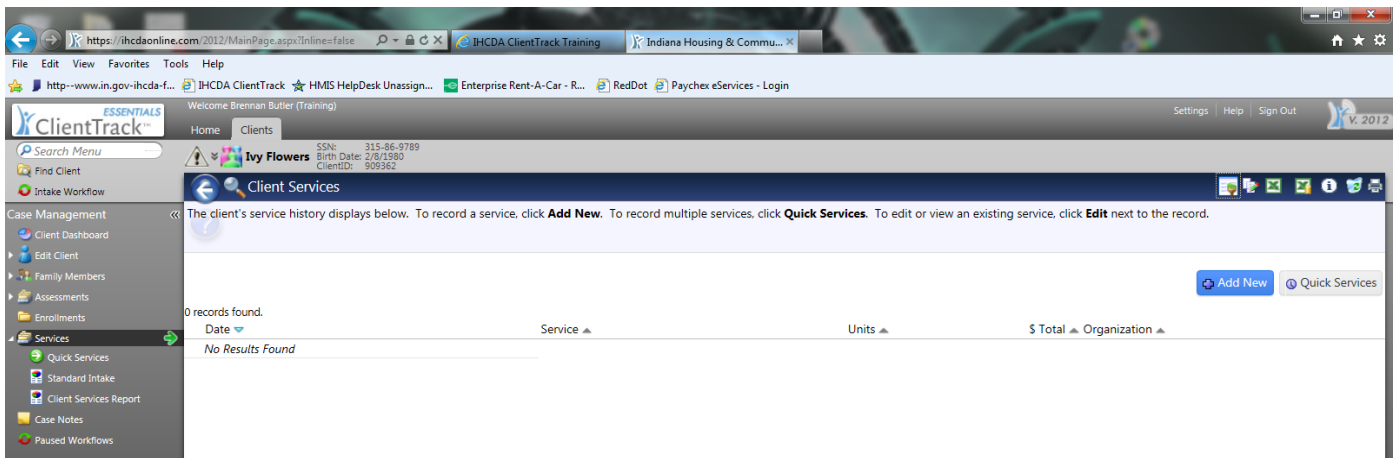 https://ihcdaonline.com/2012/MainPage.aspx?Inline=false
IHCDA ClientTrack Training
Indiana Housing & Commu...
File Edit View Favorites Tools Help
http--www.in.gov-ihcda-f... IHCDA ClientTrack HMIS HelpDesk Unassign... Enterprise Rent-A-Car - R... RedDot Paychex eServices - Login
ESSENTIALS
ClientTrack™
Welcome Brennan Butler (Training)
Settings Help Sign Out
V. 2012
Home Clients
Search Menu
Find Client
Intake Workflow
Ivy Flowers
SSN: 315-86-9789
Birth Date: 2/8/1980
ClientID: 909362
Client Services
Case Management
Client Dashboard
Edit Client
Family Members
Assessments
Enrollments
Services
Quick Services
Standard Intake
Client Services Report
Case Notes
Paused Workflows
The client's service history displays below. To record a service, click Add New. To record multiple services, click Quick Services. To edit or view an existing service, click Edit next to the record.
Add New Quick Services
0 records found.
Date Service Units $ Total Organization
No Results Found